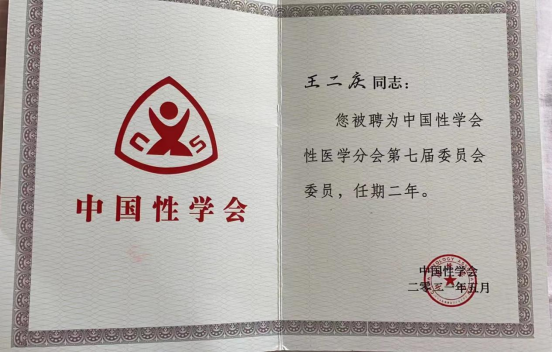 中国性学会
王二庆 同志：
您被聘为中国性学会
性医学分会第七届委员会
委员，任期二年。
中国性学会
二零二一年五月